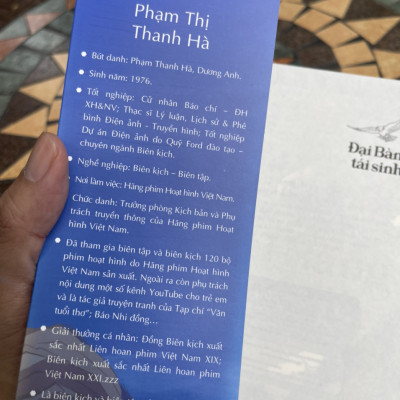 Phạm Thị
Thanh Hà
• Bút danh: Phạm Thanh Hà, Dương Anh.
• Sinh năm: 1976.
• Tốt nghiệp: Cử nhân Báo chí – ĐH
XH&NV; Thạc sĩ Lý luận, Lịch sử & Phê
bình Điện ảnh - Truyền hình; Tốt nghiệp
Dự án Điện ảnh do Quỹ Ford đào tạo –
chuyên ngành Biên kịch.
• Nghề nghiệp: Biên kịch – Biên tập.
• Nơi làm việc: Hãng phim Hoạt hình Việt Nam.
Chức danh: Trưởng phòng Kịch bản và Phụ
trách truyền thông của Hãng phim Hoạt
hình Việt Nam.
• Đã tham gia biên tập và biên kịch 120 bộ
phim hoạt hình do Hãng phim Hoạt hình
Việt Nam sản xuất. Ngoài ra còn phụ trách
nội dung một số kênh YouTube cho trẻ em
và là tác giả truyện tranh của Tạp chí “Văn
tuổi thơ”; Báo Nhi đồng...
• Giải thưởng cá nhân: Đồng Biên kịch xuất
sắc nhất Liên hoan phim Việt Nam XIX;
Biên kịch xuất sắc nhất Liên hoan phim
Việt Nam XXI.zzz
• Là biên kịch và biên
Đại Bàn
tái sinh